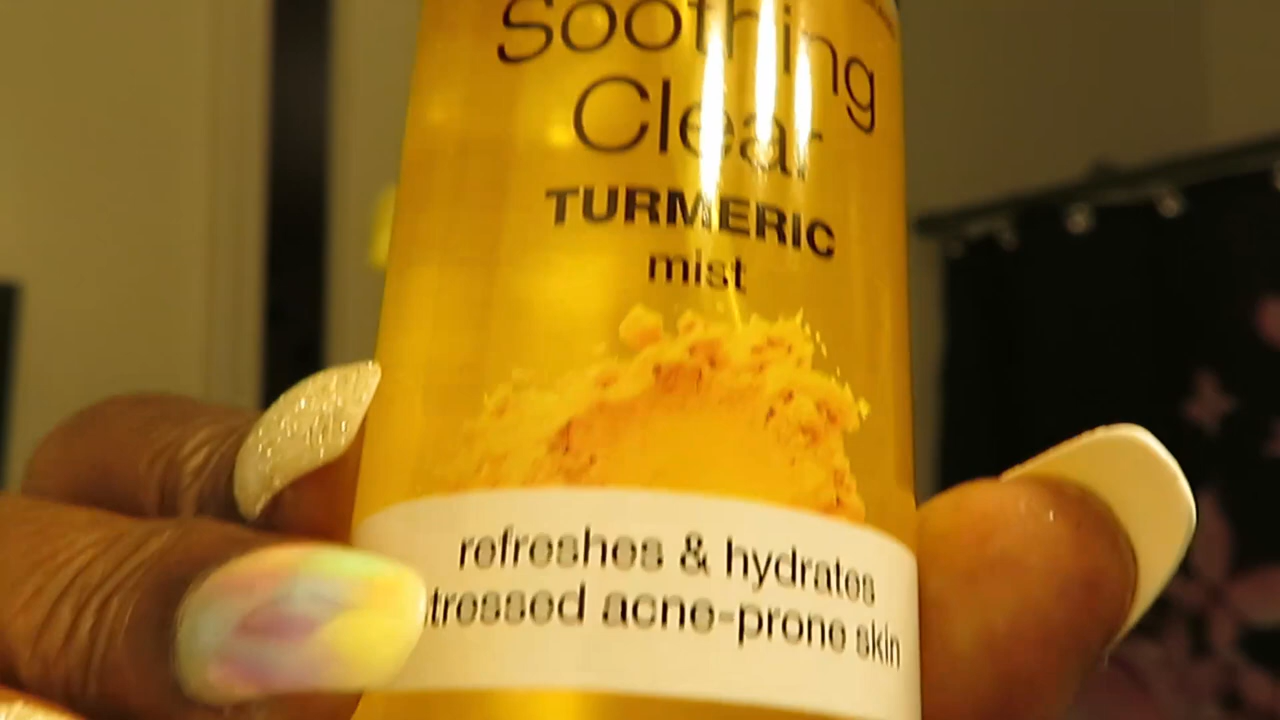 Soothing
Clear
TURMERIC
mist
refreshes & hydrates
tressed acne-prone skin